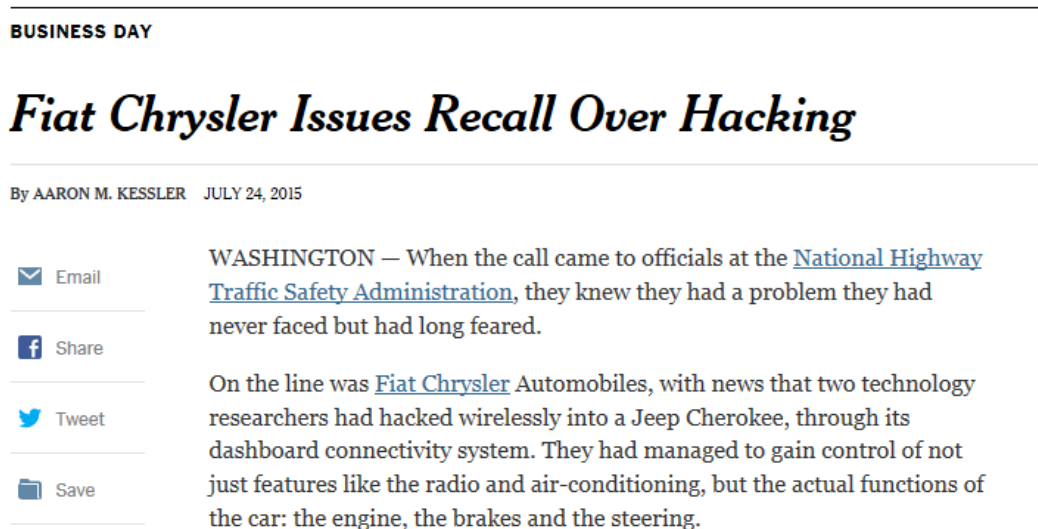 BUSINESS DAY
Fiat Chrysler Issues Recall Over Hacking
By AARON M. KESSLER JULY 24, 2015
Email
Share
Tweet
Save
WASHINGTON — When the call came to officials at the National Highway
Traffic Safety Administration, they knew they had a problem they had
never faced but had long feared.
On the line was Fiat Chrysler Automobiles, with news that two technology
researchers had hacked wirelessly into a Jeep Cherokee, through its
dashboard connectivity system. They had managed to gain control of not
just features like the radio and air-conditioning, but the actual functions of
the car: the engine, the brakes and the steering.